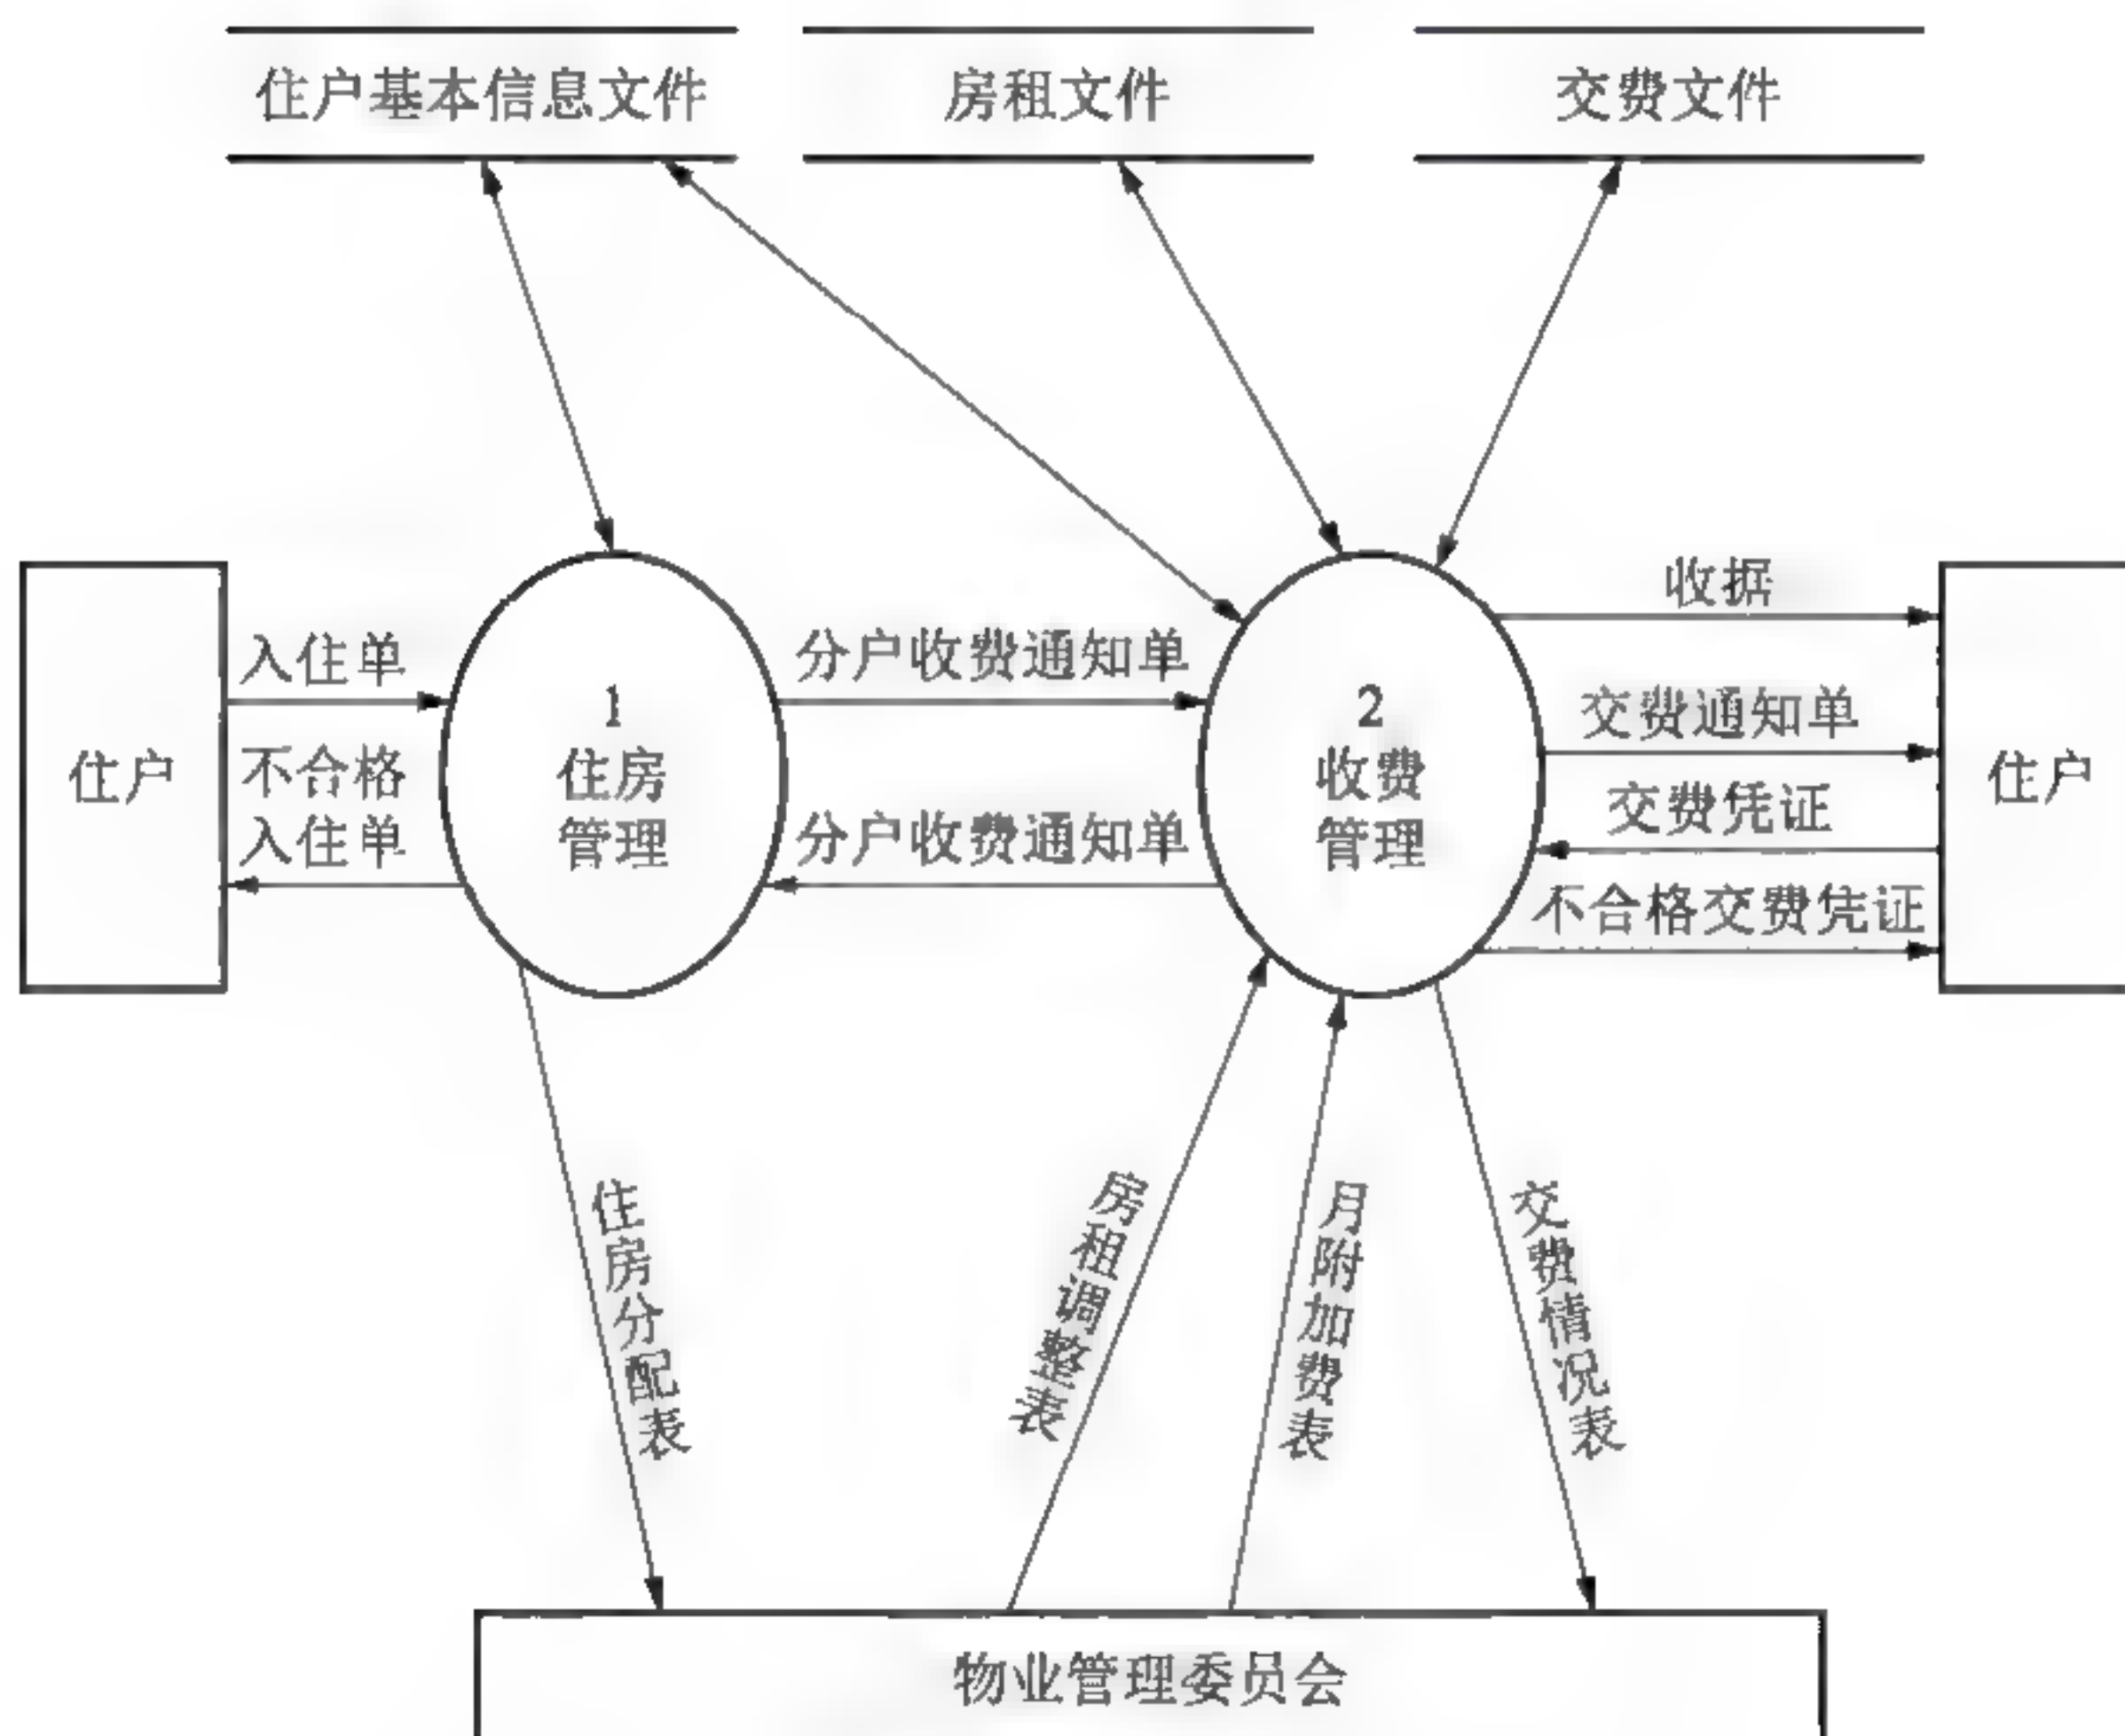 住户基本信息文件
房租文件
交费文件
住户
入住单
不合格
入住单
1
住房
管理
分户收费通知单
分户收费通知单
2
收费
管理
收据
交费通知单
交费凭证
不合格交费凭证
住户
住房分配表
房租调整表
月附加费表
交费情况表
物业管理委员会